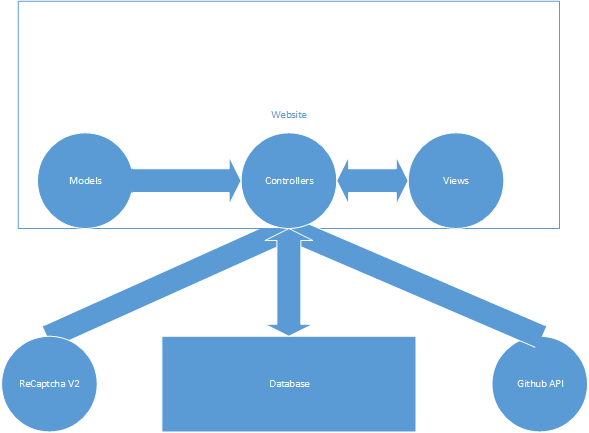 Website
Models
Controllers
Views
ReCaptcha V2
Database
Github API